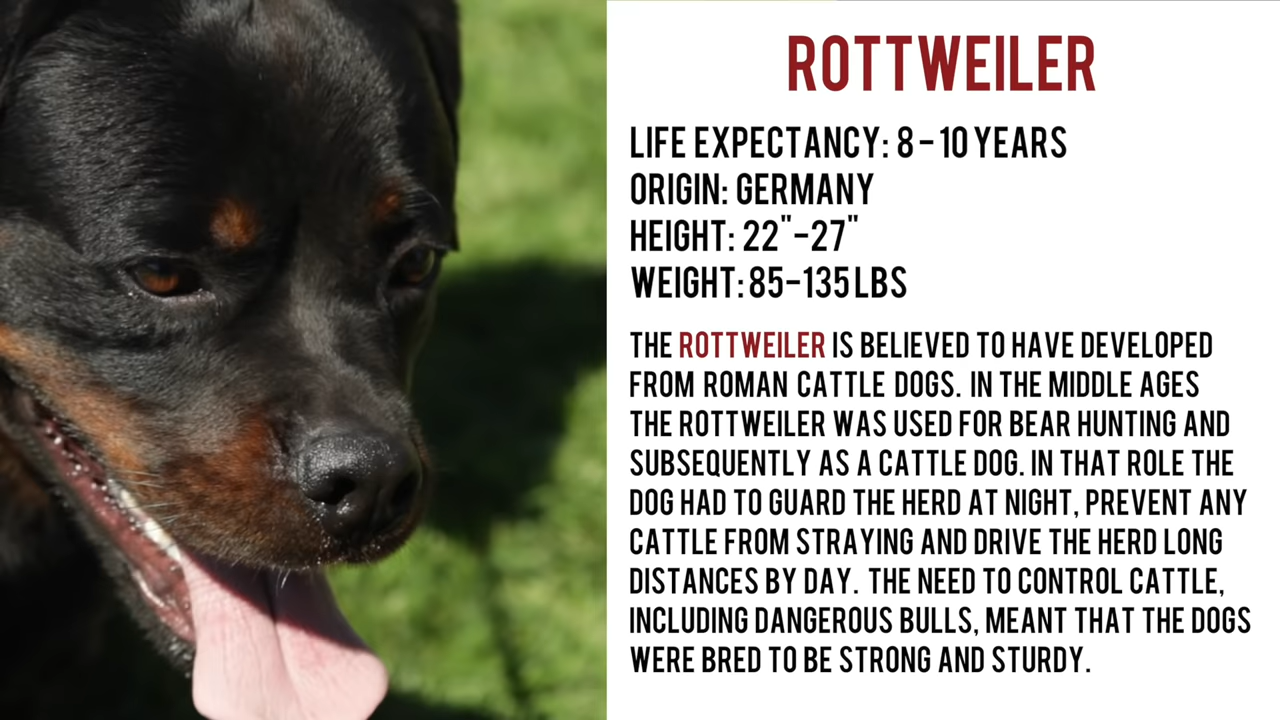 ROTTWEILER
LIFE EXPECTANCY: 8-10 YEARS
ORIGIN: GERMANY
HEIGHT: 22"-27"
WEIGHT: 85-135 LBS
THE ROTTWEILER IS BELIEVED TO HAVE DEVELOPED
FROM ROMAN CATTLE DOGS. IN THE MIDDLE AGES
THE ROTTWEILER WAS USED FOR BEAR HUNTING AND
SUBSEQUENTLY AS A CATTLE DOG. IN THAT ROLE THE
DOG HAD TO GUARD THE HERD AT NIGHT, PREVENT ANY
CATTLE FROM STRAYING AND DRIVE THE HERD LONG
DISTANCES BY DAY. THE NEED TO CONTROL CATTLE,
INCLUDING DANGEROUS BULLS, MEANT THAT THE DOGS
WERE BRED TO BE STRONG AND STURDY.